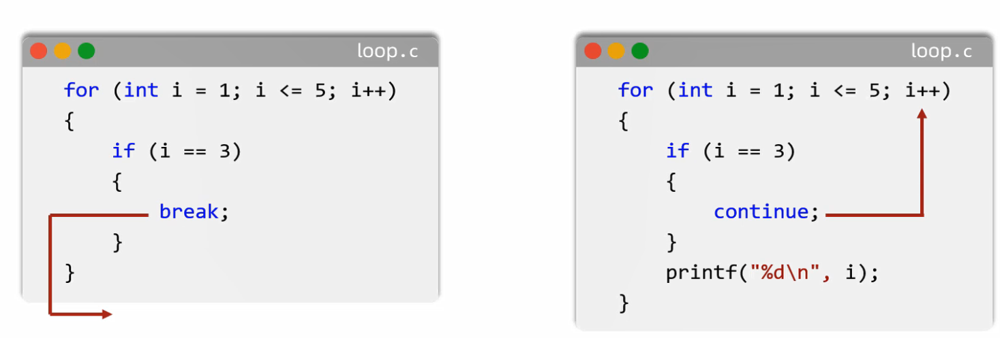 loop.c
for (int i = 1; i <= 5; i++)
{
    if (i == 3)
    {
        break;
    }
}
loop.c
for (int i = 1; i <= 5; i++)
{
    if (i == 3)
    {
        continue;
    }
    printf("%d\n", i);
}